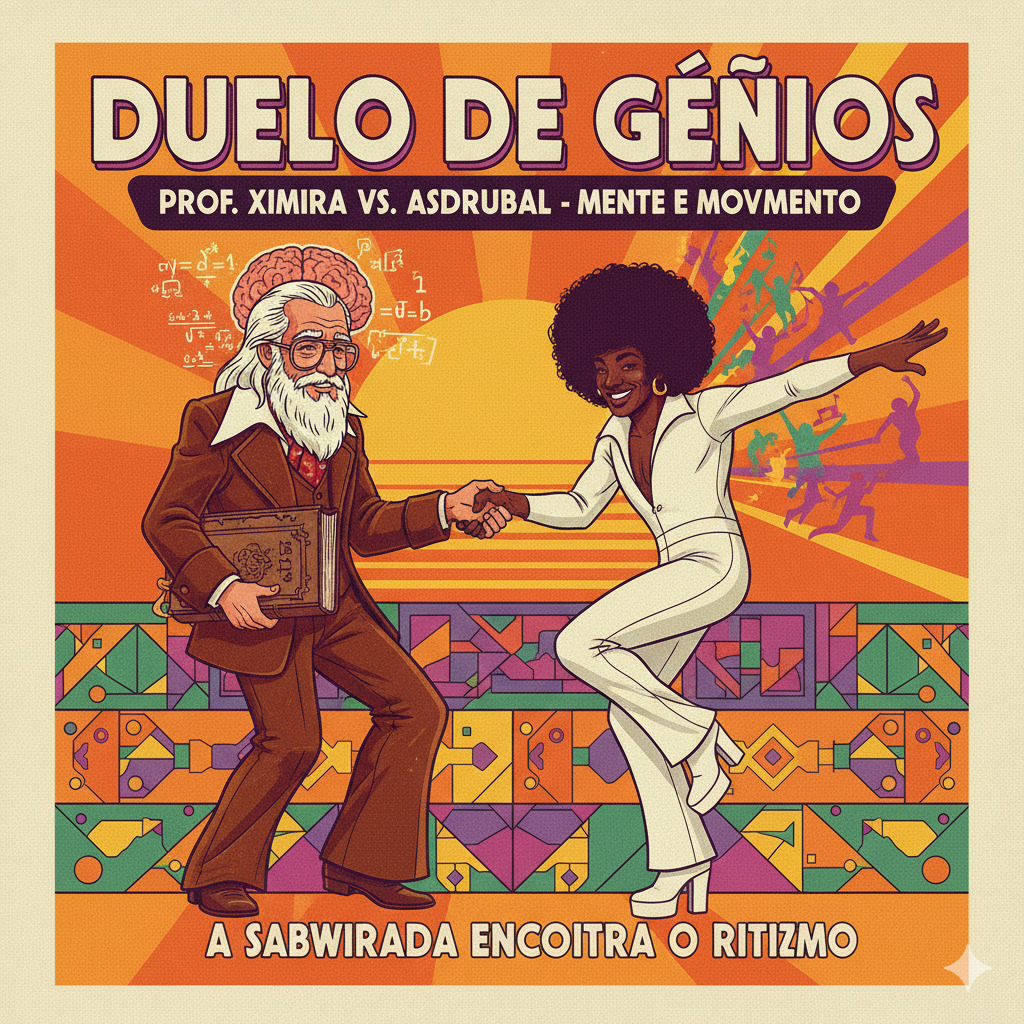 DUELO DE GÉÑIOS
PROF. XIMIRA VS. ASDRUBAL - MENTE E MOVMENTO
A SABWIRADA ENCOITRA O RITIZMO